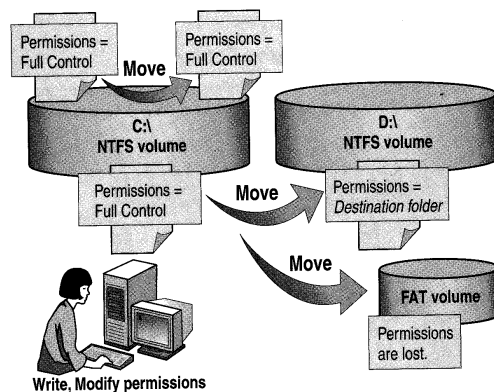 Permissions =
Full Control
Move
Permissions =
Full Control
C:\
NTFS volume
D:\
NTFS volume
Permissions =
Full Control
Move
Permissions =
Destination folder
Move
FAT volume
Permissions
are lost.
Write, Modify permissions